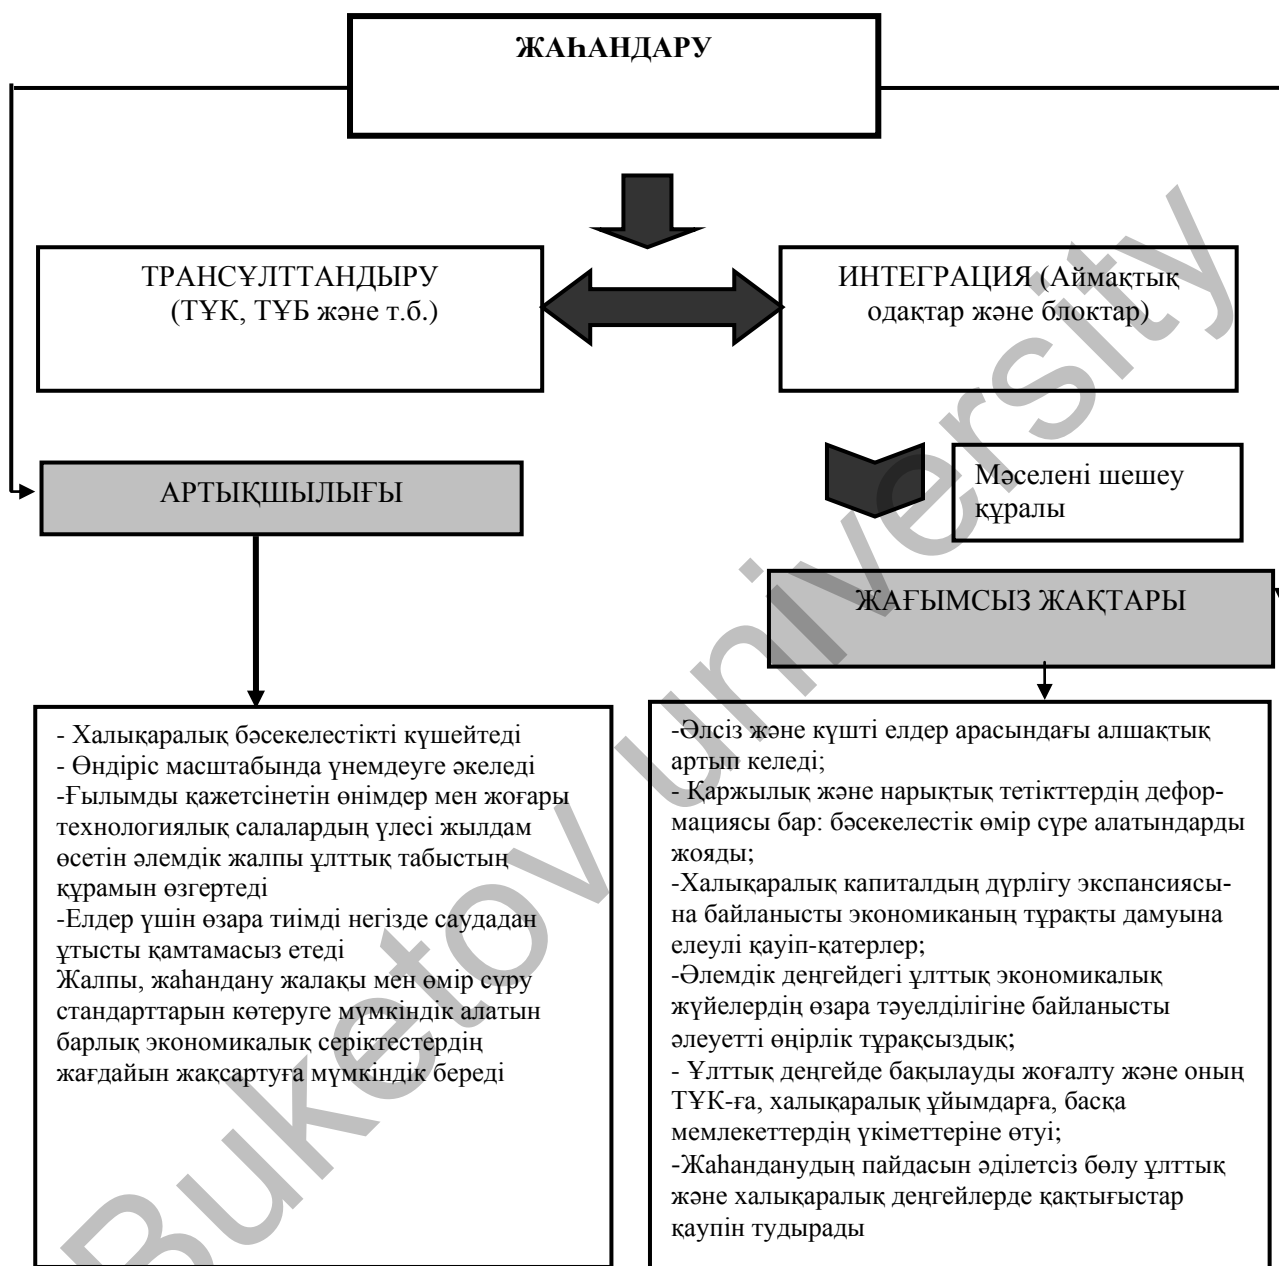 ЖАҺАНДАРУ
ТРАНСҰЛТТАНДЫРУ
(ТҰК, ТҰБ және т.б.)
ИНТЕГРАЦИЯ (Аймақтық
одақтар және блоктар)
АРТЫҚШЫЛЫҒЫ
Мәселені шешеу
құралы
ЖАҒЫМСЫЗ ЖАҚТАРЫ
- Халықаралық бәсекелестікті күшейтеді
- Өндіріс масштабында үнемдеуге әкеледі
-Ғылымды қажетсінетін өнімдер мен жоғары
технологиялық салалардың үлесі жылдам
өсетін әлемдік жалпы ұлттық табыстың
құрамын өзгертеді
-Елдер үшін өзара тиімді негізде саудадан
ұтысты қамтамасыз етеді
Жалпы, жаһандану жалақы мен өмір сүру
стандарттарын көтеруге мүмкіндік алатын
барлық экономикалық серіктестердің
жағдайын жақсартуға мүмкіндік береді
-Әлсіз және күшті елдер арасындағы алшақтық
артып келеді;
- Қаржылық және нарықтық тетікттердің дефор-
мациясы бар: бәсекелестік өмір сүре алатындарды
жояды;
-Халықаралық капиталдың дүрлігу экспансиясы-
на байланысты экономиканың тұрақты дамуына
елеулі қауіп-қатерлер;
-Әлемдік деңгейдегі ұлттық экономикалық
жүйелердің өзара тәуелділігіне байланысты
әлеуетті өңірлік тұрақсыздық;
- Ұлттық деңгейде бақылауды жоғалту және оның
ТҰК-ға, халықаралық ұйымдарға, басқа
мемлекеттердің үкіметтеріне өтуі;
-Жаһанданудың пайдасын әділетсіз бөлу ұлттық
және халықаралық деңгейлерде қақтығыстар
қаупін тудырады
Buketov university